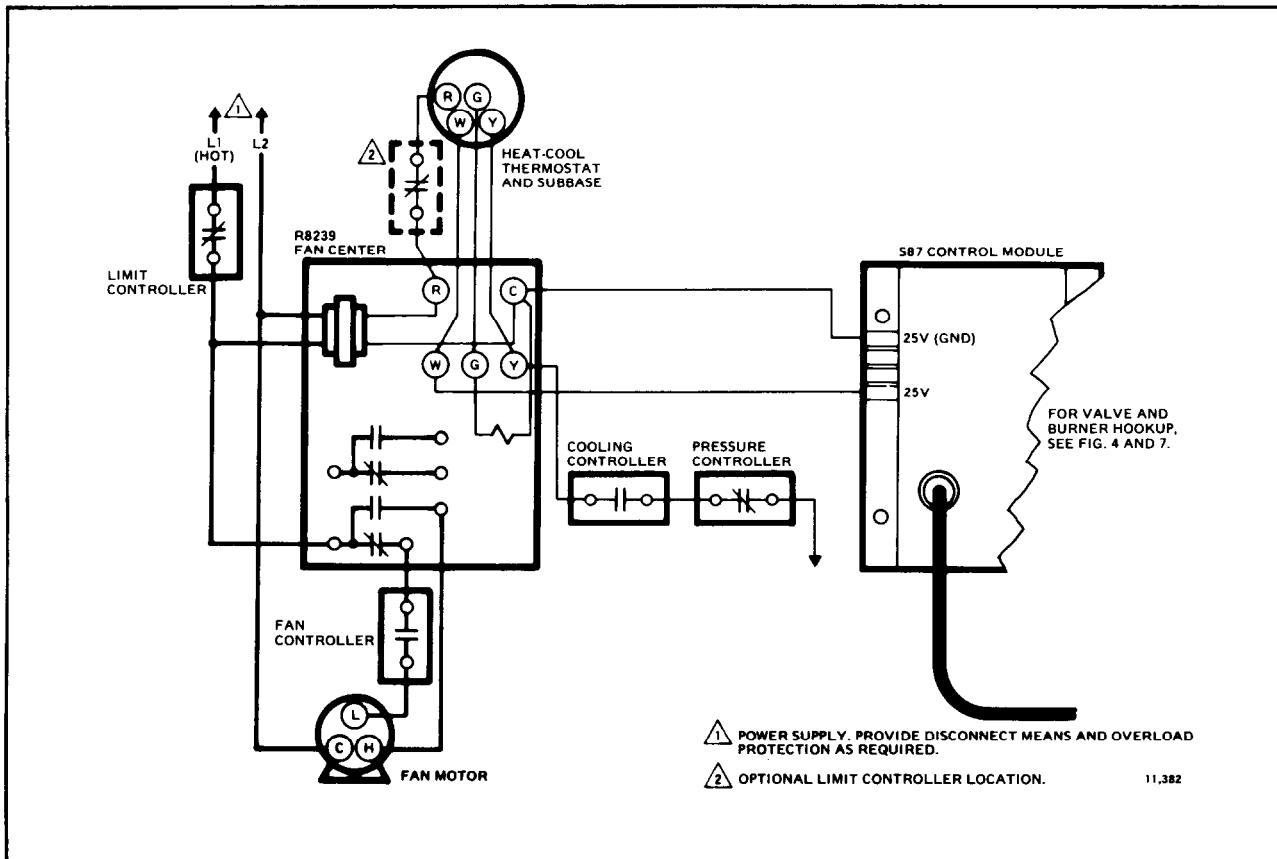 1
L1
(HOT)
L2
R
G
W
Y
2
HEAT-COOL
THERMOSTAT
AND SUBBASE
R8239
FAN CENTER
LIMIT
CONTROLLER
R
C
W
G
Y
S87 CONTROL MODULE
25V (GND)
25V
FOR VALVE AND
BURNER HOOKUP,
SEE FIG. 4 AND 7.
COOLING
CONTROLLER
PRESSURE
CONTROLLER
FAN
CONTROLLER
L
C
H
FAN MOTOR
1 POWER SUPPLY. PROVIDE DISCONNECT MEANS AND OVERLOAD
PROTECTION AS REQUIRED.
2 OPTIONAL LIMIT CONTROLLER LOCATION.
11,382